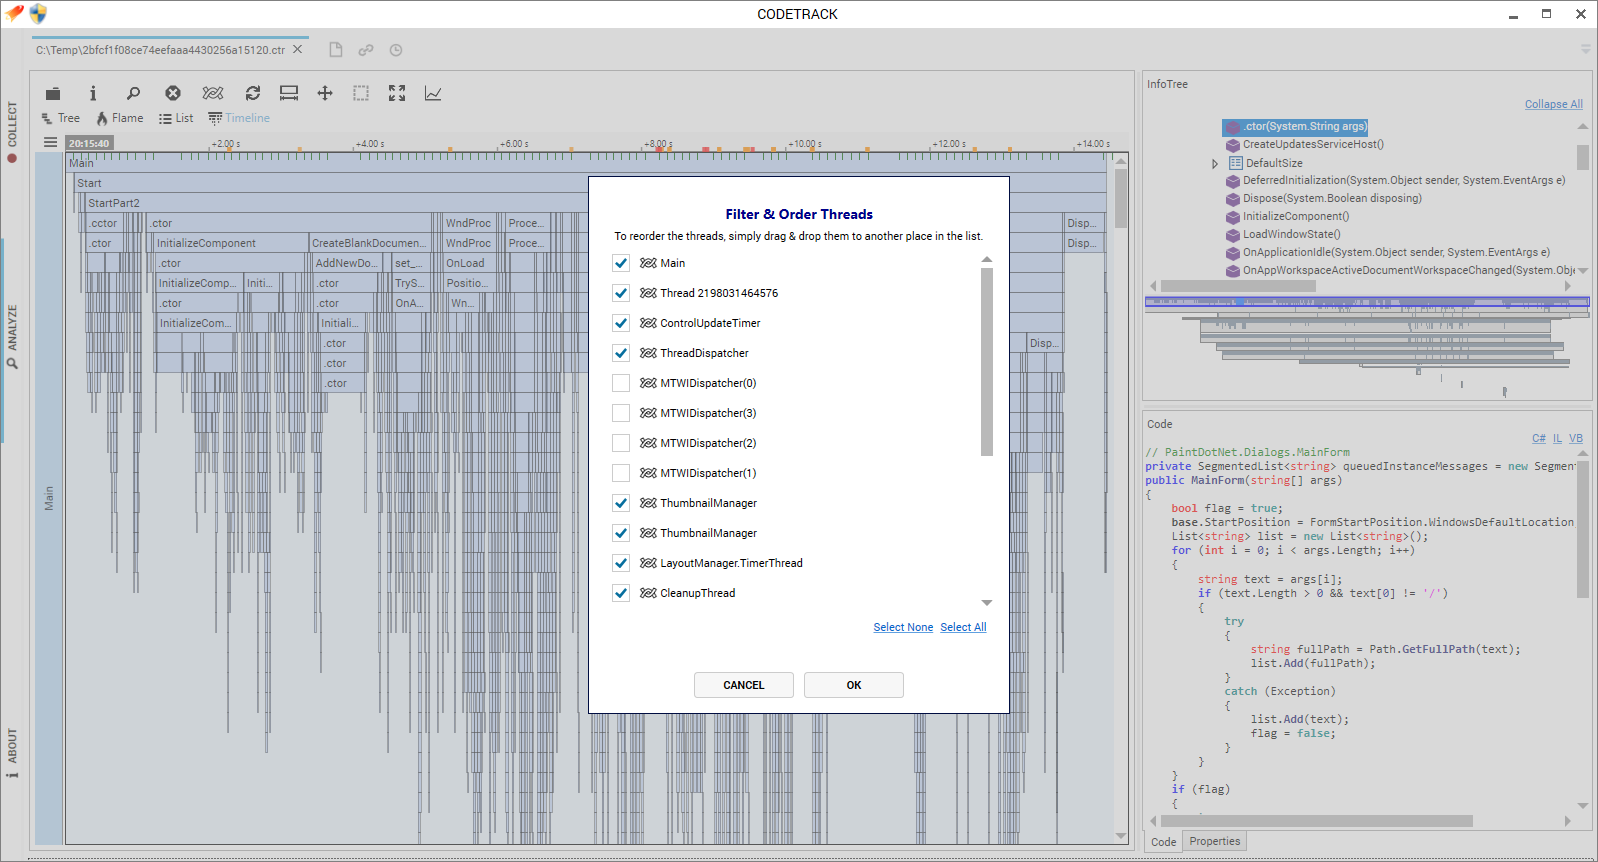 CODETRACK
C:\Temp\2bfcf1f08ce74eefaaa4430256a15120.ctr
COLLECT
ANALYZE
ABOUT
Tree Flame List Timeline
20:15:40 +2.00 s +4.00 s +6.00 s +8.00 s +10.00 s +12.00 s +14.00 s
Main
Main
Start
StartPart2
.cctor .ctor WndProc Proce... Disp...
.ctor InitializeComponent CreateBlankDocumen... WndProc Proce... Disp...
.ctor AddNewDo... set_... OnLoad
InitializeComp... Initi... .ctor TryS... Positio...
.ctor .ctor OnA... Wn...
InitializeCom... Initiali...
.ctor Disp...
.ctor
.ctor
Filter & Order Threads
To reorder the threads, simply drag & drop them to another place in the list.
Main
Thread 2198031464576
ControlUpdateTimer
ThreadDispatcher
MTWIDispatcher(0)
MTWIDispatcher(3)
MTWIDispatcher(2)
MTWIDispatcher(1)
ThumbnailManager
ThumbnailManager
LayoutManager.TimerThread
CleanupThread
Select None Select All
CANCEL OK
InfoTree
Collapse All
.ctor(System.String args)
CreateUpdatesServiceHost()
DefaultSize
DeferredInitialization(System.Object sender, System.EventArgs e)
Dispose(System.Boolean disposing)
InitializeComponent()
LoadWindowState()
OnApplicationIdle(System.Object sender, System.EventArgs e)
OnAppWorkspaceActiveDocumentWorkspaceChanged(System.Obje
Code
C# IL VB
// PaintDotNet.Dialogs.MainForm
private SegmentedList<string> queuedInstanceMessages = new Segment
public MainForm(string[] args)
{
bool flag = true;
base.StartPosition = FormStartPosition.WindowsDefaultLocation
List<string> list = new List<string>();
for (int i = 0; i < args.Length; i++)
{
string text = args[i];
if (text.Length > 0 && text[0] != '/')
{
try
{
string fullPath = Path.GetFullPath(text);
list.Add(fullPath);
}
catch (Exception)
{
list.Add(text);
flag = false;
}
}
}
if (flag)
{
Code Properties